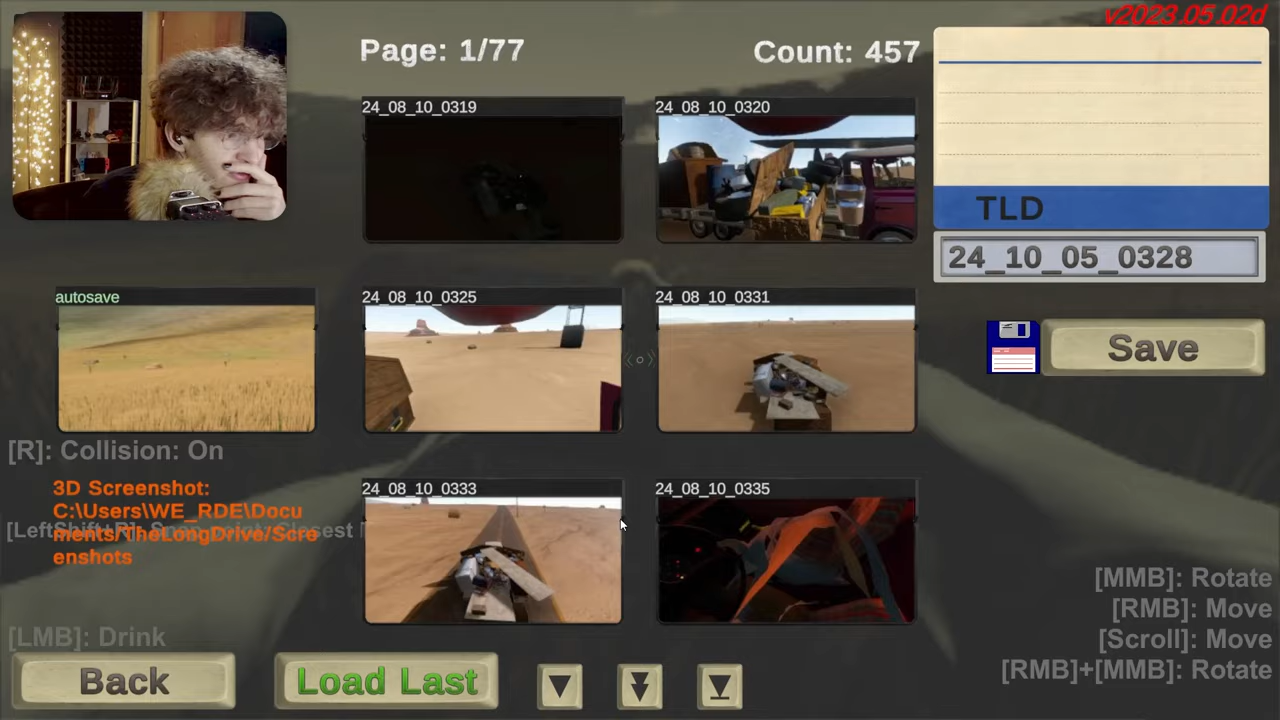 v2023.05.02d
Page: 1/77
Count: 457
24_08_10_0319
24_08_10_0320
TLD
24_10_05_0328
autosave
24_08_10_0325
24_08_10_0331
Save
[R]: Collision: On
3D Screenshot:
C:\Users\WE_RDE\Docu
ments/TheLongDrive/Scre
enshots
[LeftShift+R]:
24_08_10_0333
24_08_10_0335
[MMB]: Rotate
[RMB]: Move
[Scroll]: Move
[RMB]+[MMB]: Rotate
[LMB]: Drink
Back
Load Last